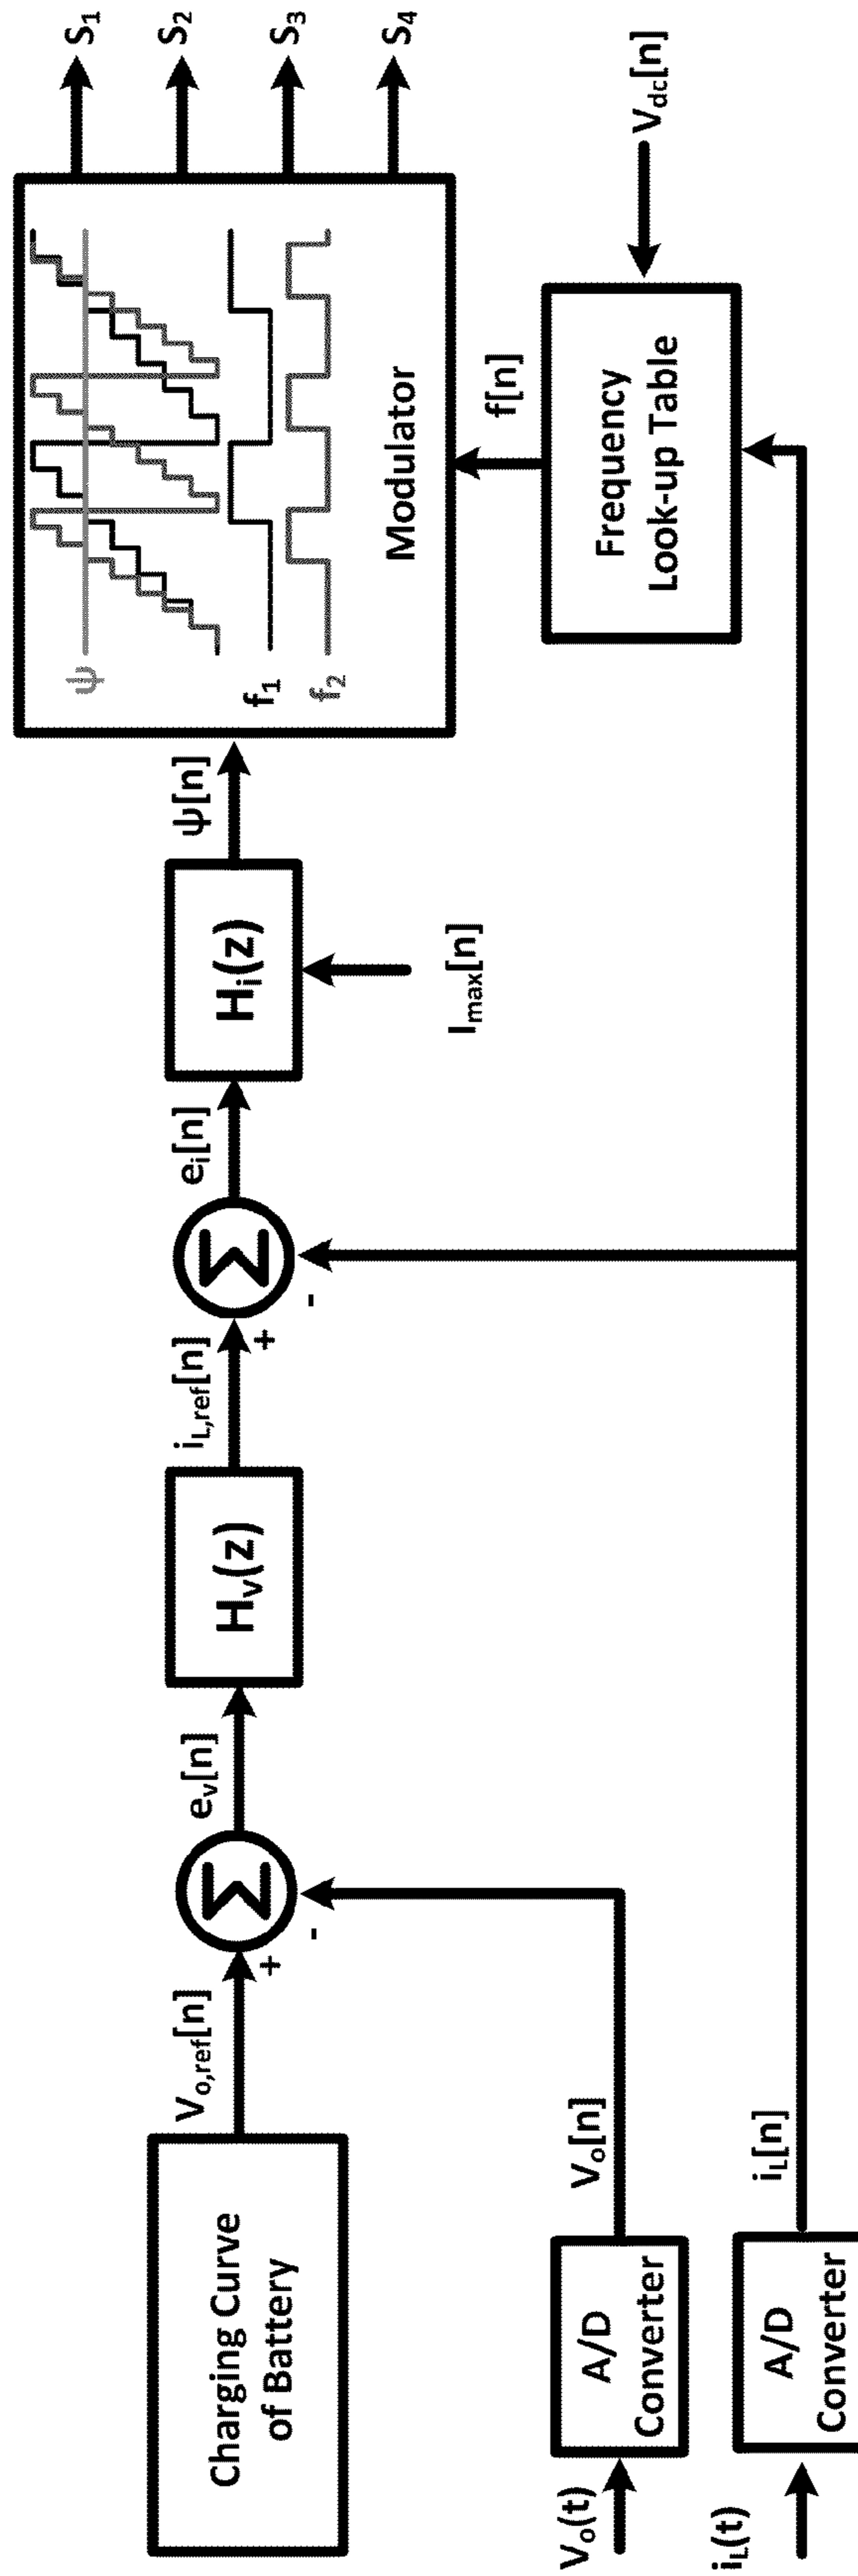 Charging Curve
of Battery
Vo,ref[n]
+
-
Σ
ev[n]
Hv(z)
iL,ref[n]
+
-
Σ
ei[n]
Hi(z)
Imax[n]
ψ[n]
ψ
f1
f2
Modulator
S1
S2
S3
S4
f[n]
Frequency
Look-up Table
Vdc[n]
Vo(t)
A/D
Converter
Vo[n]
iL(t)
A/D
Converter
iL[n]